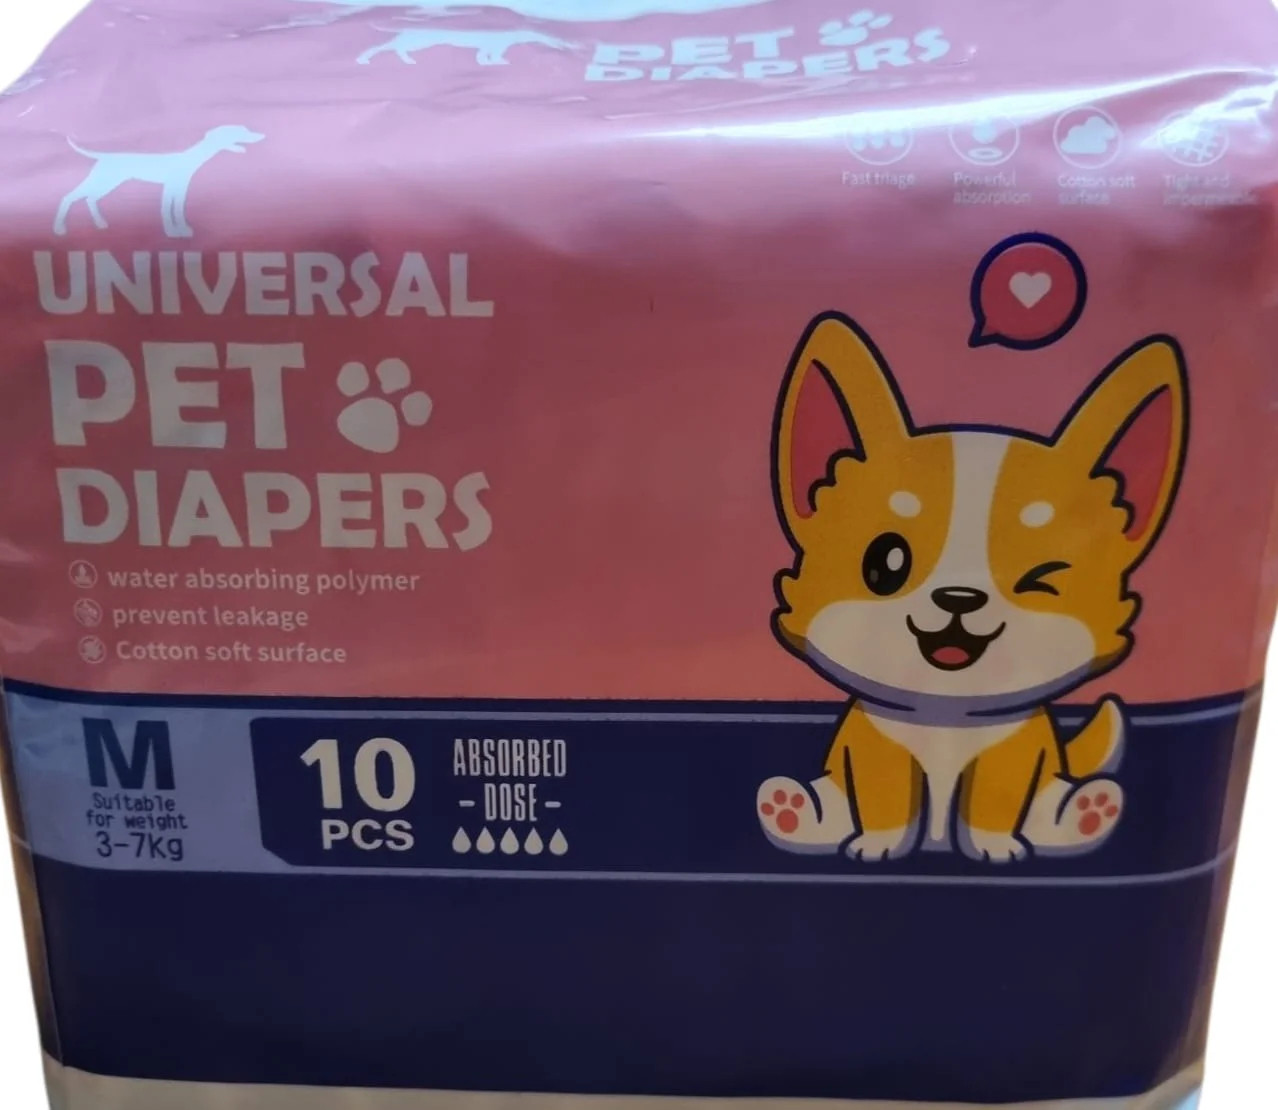 PET
DIAPERS
Fast triage
Powerful
absorption
Cotton soft
surface
Tight and
impermeable
UNIVERSAL
PET
DIAPERS
water absorbing polymer
prevent leakage
Cotton soft surface
M
Suitable
for weight
3-7Kg
10
PCS
ABSORBED
- DOSE -